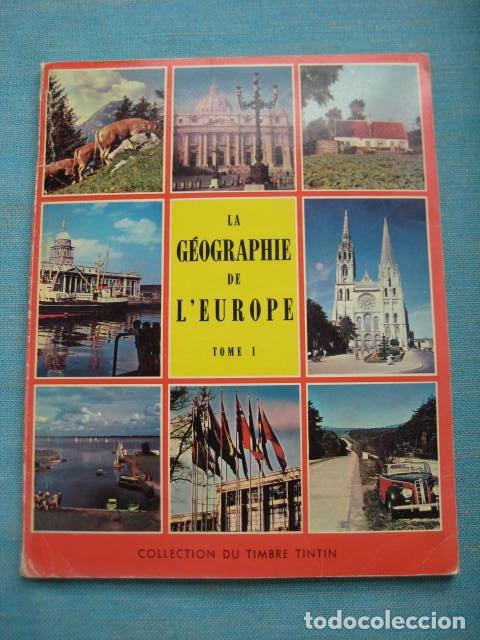 LA
GÉOGRAPHIE
DE
L'EUROPE
TOME I
COLLECTION DU TIMBRE TINTIN
todocoleccion.net